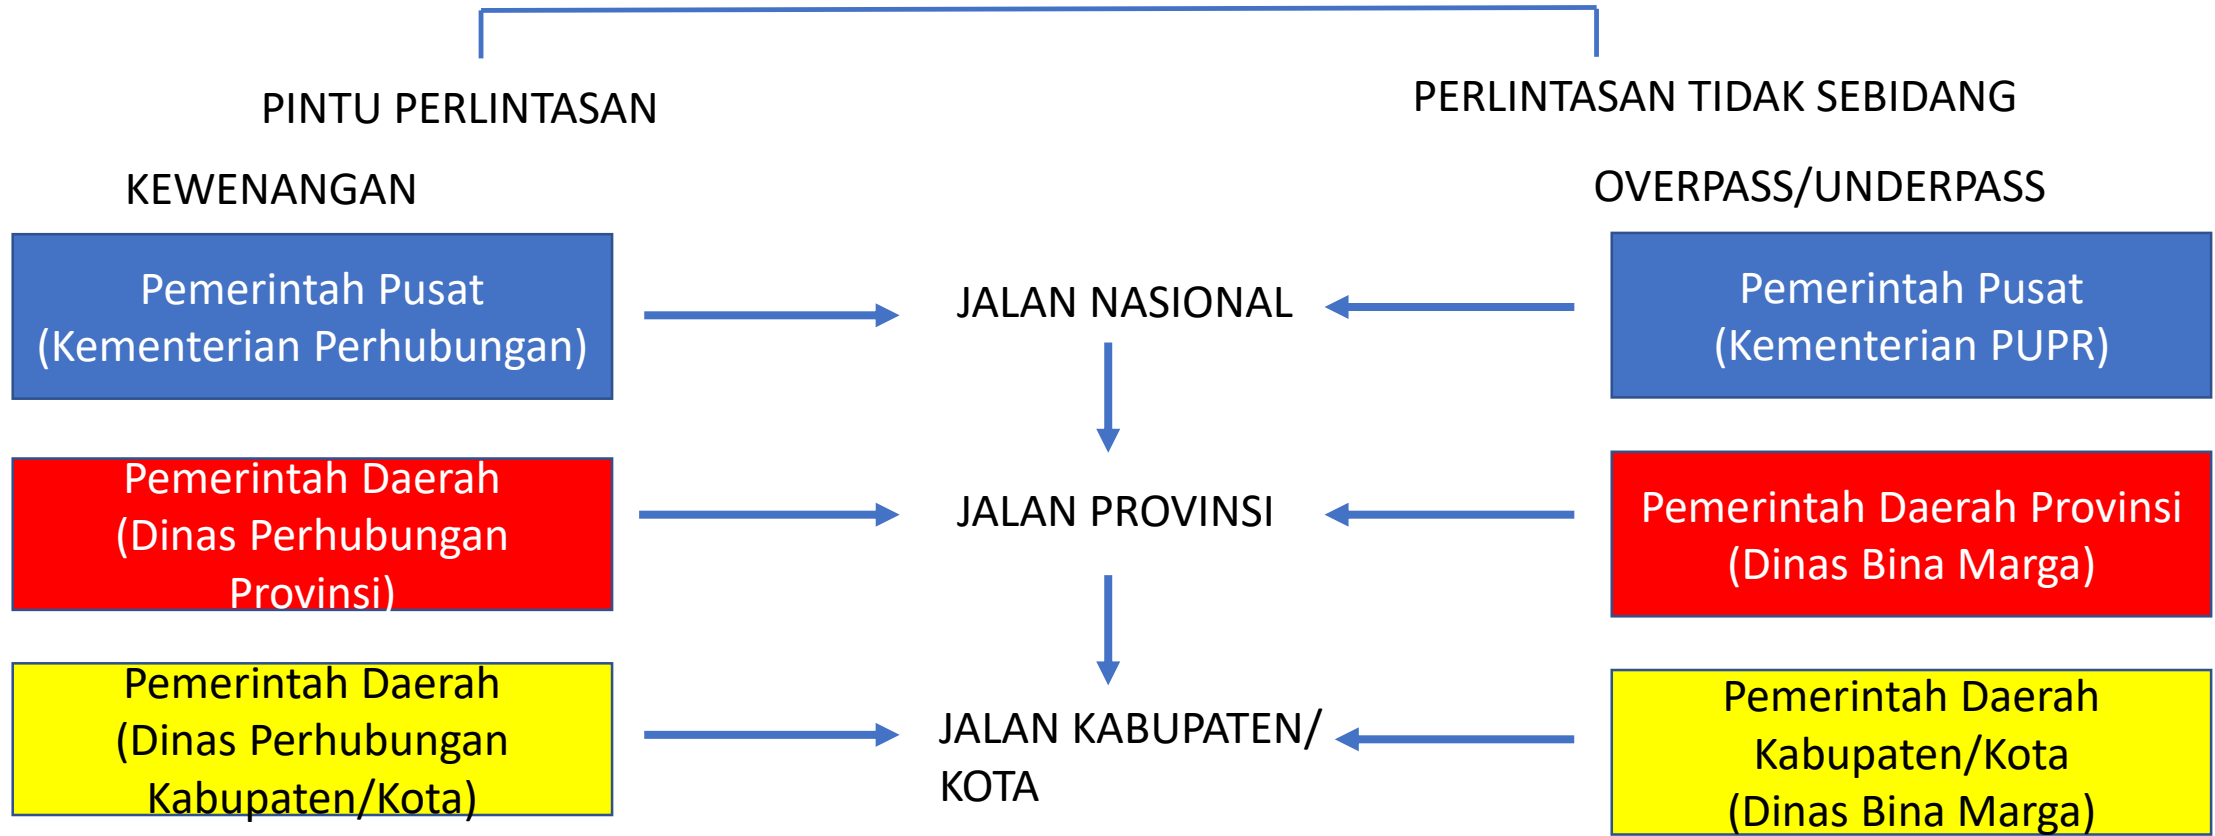 PINTU PERLINTASAN
PERLINTASAN TIDAK SEBIDANG
KEWENANGAN
OVERPASS/UNDERPASS
Pemerintah Pusat
(Kementerian Perhubungan)
JALAN NASIONAL
Pemerintah Pusat
(Kementerian PUPR)
Pemerintah Daerah
(Dinas Perhubungan
Provinsi)
JALAN PROVINSI
Pemerintah Daerah Provinsi
(Dinas Bina Marga)
Pemerintah Daerah
(Dinas Perhubungan
Kabupaten/Kota)
JALAN KABUPATEN/
KOTA
Pemerintah Daerah
Kabupaten/Kota
(Dinas Bina Marga)